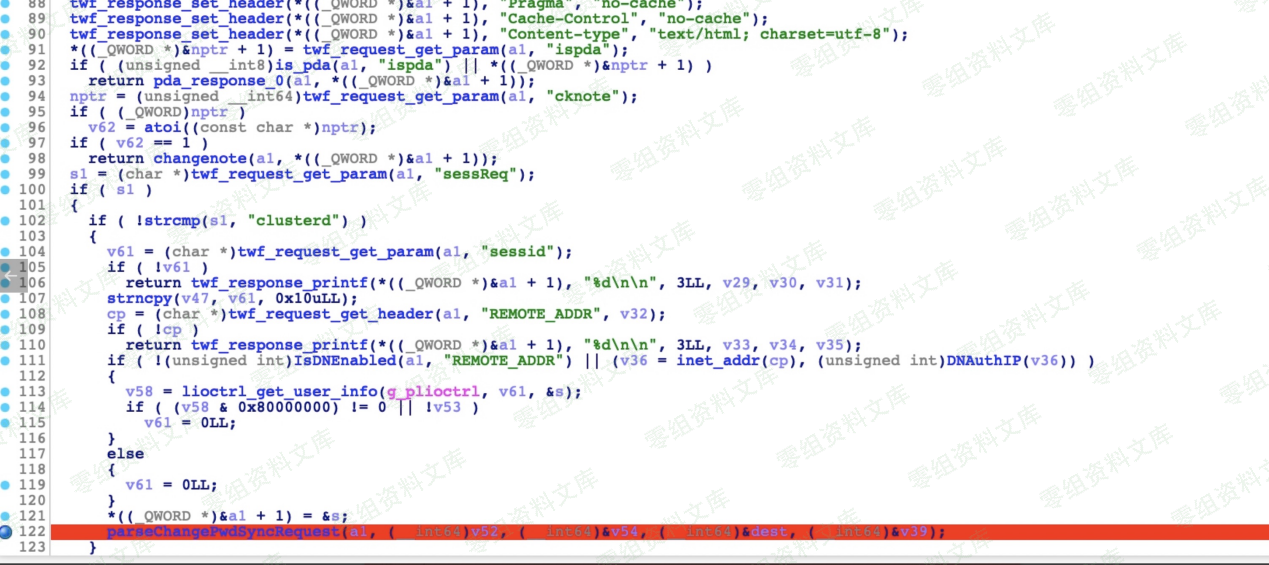 88 twf_response_set_header(*((_QWORD *)&a1 + 1), "Pragma", "no-cache");
89 twf_response_set_header(*((_QWORD *)&a1 + 1), "Cache-Control", "no-cache");
90 twf_response_set_header(*((_QWORD *)&a1 + 1), "Content-type", "text/html; charset=utf-8");
91 *((_QWORD *)&nptr + 1) = twf_request_get_param(a1, "ispda");
92 if ( (unsigned __int8)is_pda(a1, "ispda") || *((_QWORD *)&nptr + 1) )
93 return pda_response_0(a1, *((_QWORD *)&a1 + 1));
94 nptr = (unsigned __int64)twf_request_get_param(a1, "cknote");
95 if ( (_QWORD)nptr )
96 v62 = atoi((const char *)nptr);
97 if ( v62 == 1 )
98 return changenote(a1, *((_QWORD *)&a1 + 1));
99 s1 = (char *)twf_request_get_param(a1, "sessReq");
100 if ( s1 )
101 {
102 if ( !strcmp(s1, "clusterd") )
103 {
104 v61 = (char *)twf_request_get_param(a1, "sessid");
105 if ( !v61 )
106 return twf_response_printf(*((_QWORD *)&a1 + 1), "%d\n\n", 3LL, v29, v30, v31);
107 strncpy(v47, v61, 0x10uLL);
108 cp = (char *)twf_request_get_header(a1, "REMOTE_ADDR", v32);
109 if ( !cp )
110 return twf_response_printf(*((_QWORD *)&a1 + 1), "%d\n\n", 3LL, v33, v34, v35);
111 if ( !(unsigned int)IsDNEnabled(a1, "REMOTE_ADDR") || (v36 = inet_addr(cp), (unsigned int)DNAuthIP(v36)) )
112 {
113 v58 = lioctrl_get_user_info(g_plioctrl, v61, &s);
114 if ( (v58 & 0x80000000) != 0 || !v53 )
115 v61 = 0LL;
116 }
117 else
118 {
119 v61 = 0LL;
120 }
121 *((_QWORD *)&a1 + 1) = &s;
122 parseChangePwdSyncRequest(a1, (__int64)v52, (__int64)&v54, (__int64)&dest, (__int64)&v39);
123 }
零组资料文库